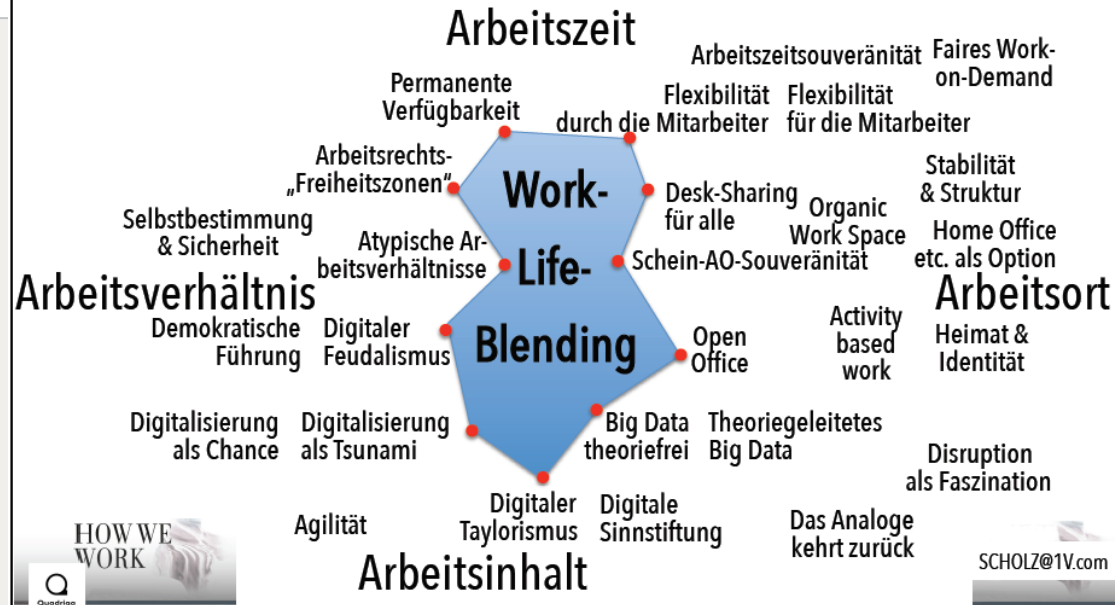 Arbeitszeit
Arbeitszeitsouveränität
Faires Work-
on-Demand
Permanente
Verfügbarkeit
Flexibilität
durch die Mitarbeiter
Flexibilität
für die Mitarbeiter
Arbeitsrechts-
„Freiheitszonen“
Work-
Life-
Blending
Desk-Sharing
für alle
Stabilität
& Struktur
Selbstbestimmung
& Sicherheit
Atypische Ar-
beitsverhältnisse
Organic
Work Space
Schein-AO-Souveränität
Home Office
etc. als Option
Arbeitsverhältnis
Arbeitsort
Demokratische
Führung
Digitaler
Feudalismus
Open
Office
Activity
based
work
Heimat &
Identität
Digitalisierung
als Chance
Digitalisierung
als Tsunami
Big Data
theoriefrei
Theoriegeleitetes
Big Data
Disruption
als Faszination
Agilität
Digitaler
Taylorismus
Digitale
Sinnstiftung
Das Analoge
kehrt zurück
Arbeitsinhalt
HOW WE
WORK
Quadriga
SCHOLZ@1V.com